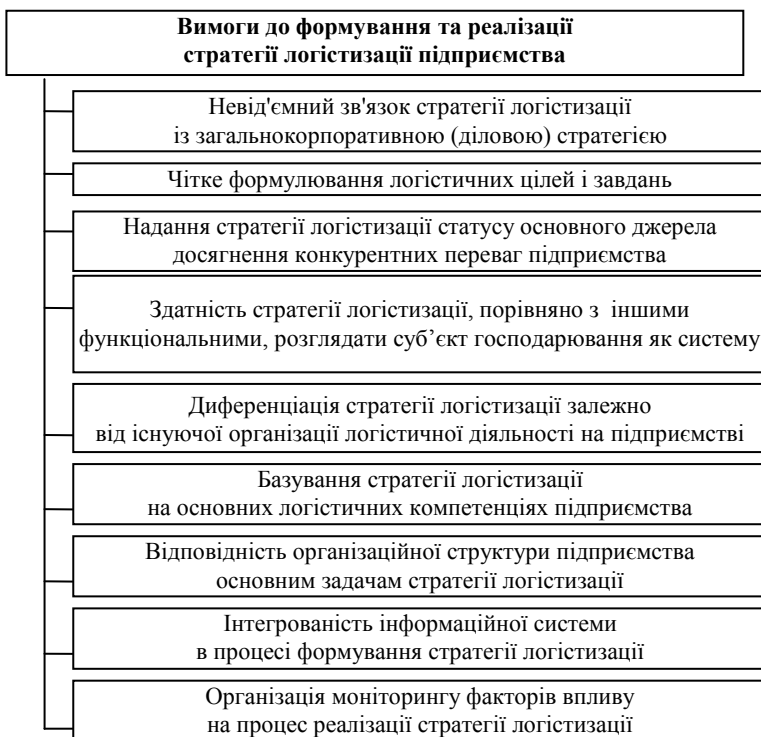 Вимоги до формування та реалізації
стратегії логістизації підприємства
Невід'ємний зв'язок стратегії логістизації
із загальнокорпоративною (діловою) стратегією
Чітке формулювання логістичних цілей і завдань
Надання стратегії логістизації статусу основного джерела
досягнення конкурентних переваг підприємства
Здатність стратегії логістизації, порівняно з іншими
функціональними, розглядати суб’єкт господарювання як систему
Диференціація стратегії логістизації залежно
від існуючої організації логістичної діяльності на підприємстві
Базування стратегії логістизації
на основних логістичних компетенціях підприємства
Відповідність організаційної структури підприємства
основним задачам стратегії логістизації
Інтегрованість інформаційної системи
в процесі формування стратегії логістизації
Організація моніторингу факторів впливу
на процес реалізації стратегії логістизації